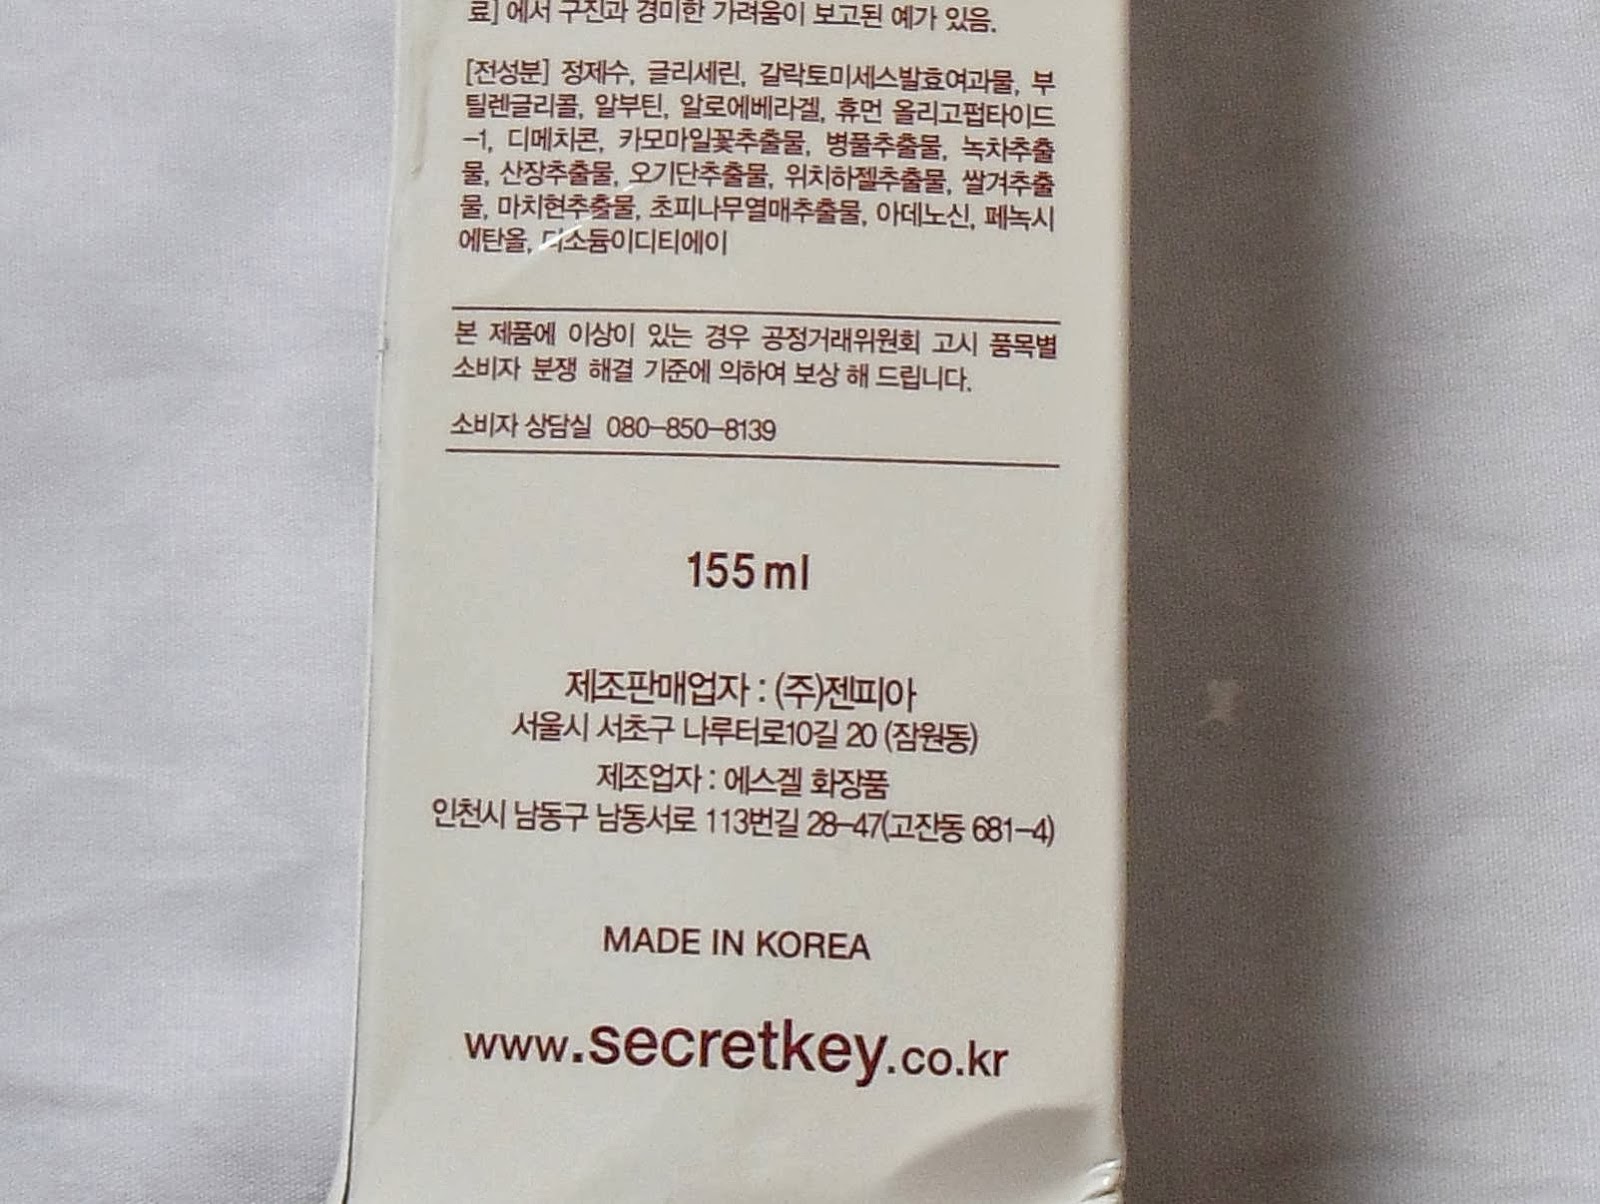 료] 에서 구진과 경미한 가려움이 보고된 예가 있음.
[전성분] 정제수, 글리세린, 갈락토미세스발효여과물, 부
틸렌글리콜, 알부틴, 알로에베라겔, 휴먼 올리고펩타이드
-1, 디메치콘, 카모마일꽃추출물, 병풀추출물, 녹차추출
물, 산장추출물, 오기단추출물, 위치하젤추출물, 쌀겨추출
물, 마치현추출물, 초피나무열매추출물, 아데노신, 페녹시
에탄올, 디소듐이디티에이
본 제품에 이상이 있는 경우 공정거래위원회 고시 품목별
소비자 분쟁 해결 기준에 의하여 보상 해 드립니다.
소비자 상담실 080-850-8139
155ml
제조판매업자 : (주)젠피아
서울시 서초구 나루터로10길 20 (잠원동)
제조업자 : 에스겔 화장품
인천시 남동구 남동서로 113번길 28-47(고잔동 681-4)
MADE IN KOREA
www.secretkey.co.kr